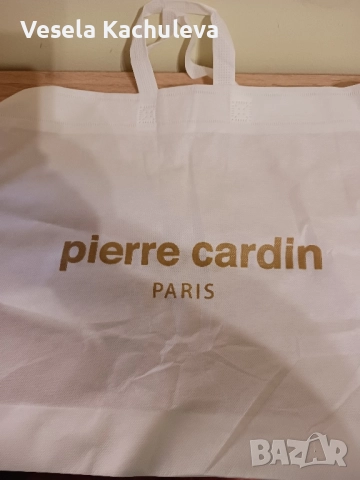 Vesela Kachuleva
pierre cardin
PARIS
BAZAR